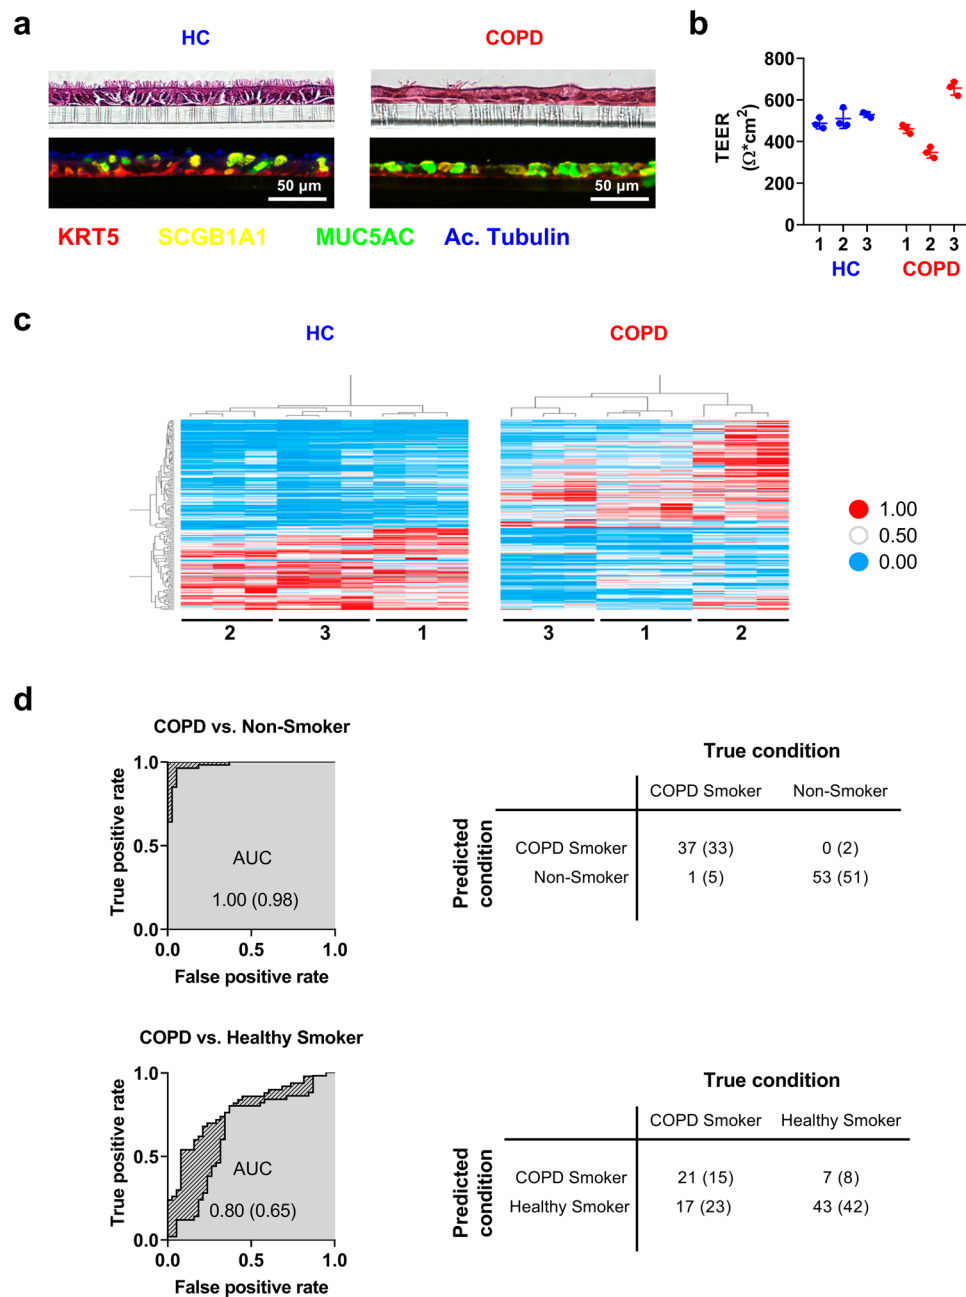 a
HC
COPD
50 µm
50 µm
KRT5 SCGB1A1 MUC5AC Ac. Tubulin
b
TEER
(Ω*cm2)
800
600
400
200
0
1 2 3 1 2 3
HC COPD
c
HC
COPD
2 3 1
3 1 2
1.00
0.50
0.00
d
COPD vs. Non-Smoker
True positive rate
1.0
0.5
0.0
AUC
1.00 (0.98)
0.0 0.5 1.0
False positive rate
True condition
COPD Smoker Non-Smoker
Predicted
condition
COPD Smoker 37 (33) 0 (2)
Non-Smoker 1 (5) 53 (51)
COPD vs. Healthy Smoker
True positive rate
1.0
0.5
0.0
AUC
0.80 (0.65)
0.0 0.5 1.0
False positive rate
True condition
COPD Smoker Healthy Smoker
Predicted
condition
COPD Smoker 21 (15) 7 (8)
Healthy Smoker 17 (23) 43 (42)